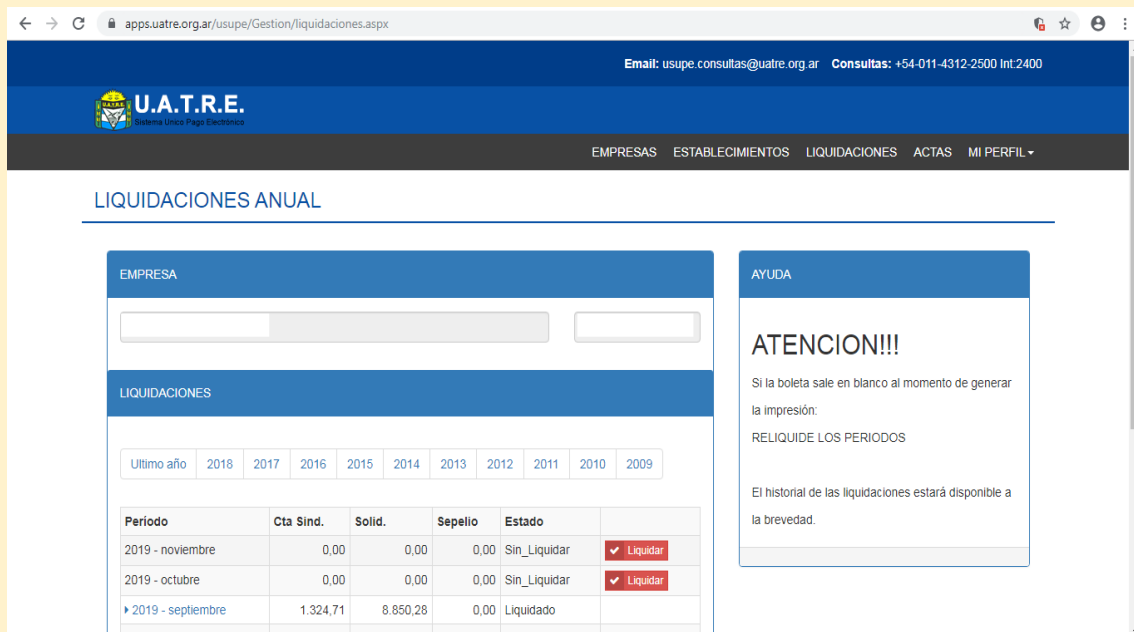 apps.uatre.org.ar/usupe/Gestion/liquidaciones.aspx
Email: usupe.consultas@uatre.org.ar Consultas: +54-011-4312-2500 Int:2400
U.A.T.R.E.
Sistema Unico Pago Electrónico
EMPRESAS ESTABLECIMIENTOS LIQUIDACIONES ACTAS MI PERFIL
LIQUIDACIONES ANUAL
EMPRESA
LIQUIDACIONES
Ultimo año 2018 2017 2016 2015 2014 2013 2012 2011 2010 2009
Período Cta Sind. Solid. Sepelio Estado
2019 - noviembre 0,00 0,00 0,00 Sin_Liquidar Liquidar
2019 - octubre 0,00 0,00 0,00 Sin_Liquidar Liquidar
2019 - septiembre 1.324,71 8.850,28 0,00 Liquidado
AYUDA
ATENCION!!!
Si la boleta sale en blanco al momento de generar
la impresión:
RELIQUIDE LOS PERIODOS
El historial de las liquidaciones estará disponible a
la brevedad.